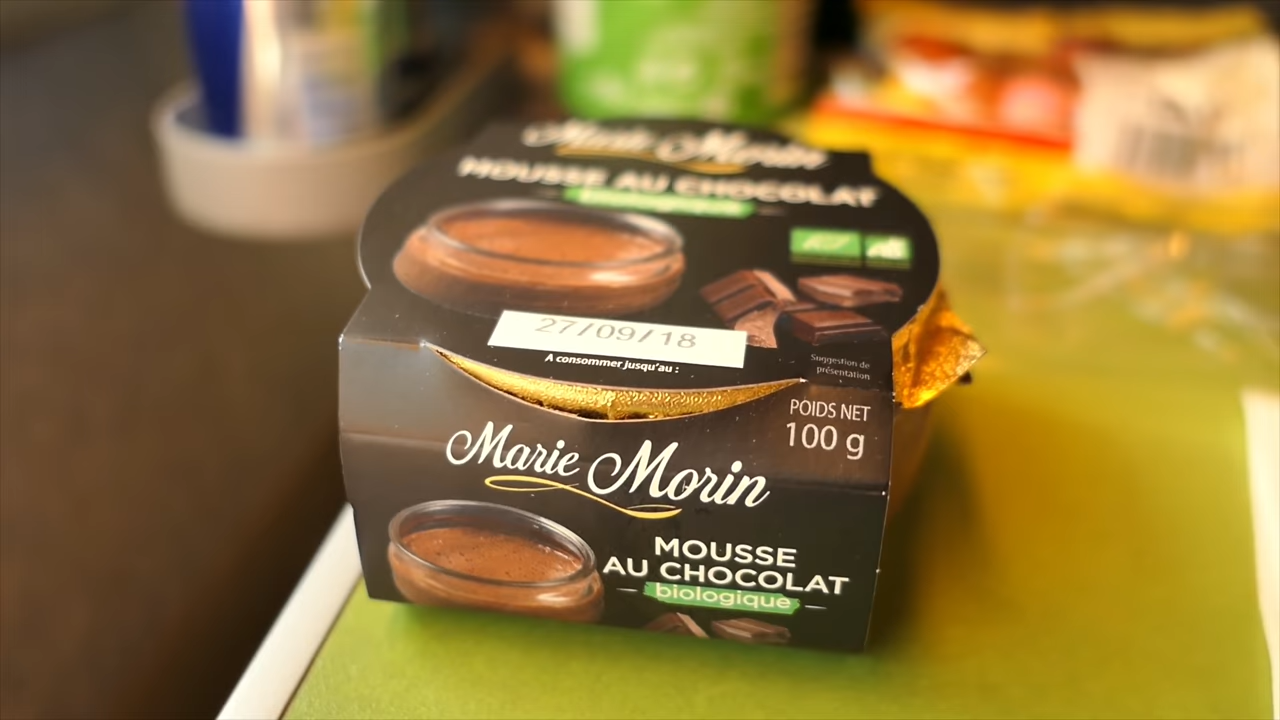 Marie Morin
MOUSSE AU CHOCOLAT
biologique
27/09/18
A consommer jusqu'au :
Suggestion de
présentation
POIDS NET
100 g
Marie Morin
MOUSSE
AU CHOCOLAT
biologique